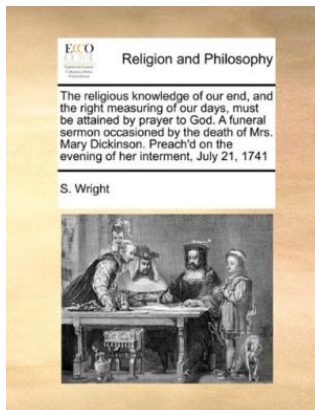 ECCO
Religion and Philosophy
The religious knowledge of our end, and
the right measuring of our days, must
be attained by prayer to God. A funeral
sermon occasioned by the death of Mrs.
Mary Dickinson. Preach'd on the
evening of her interment, July 21, 1741
S. Wright